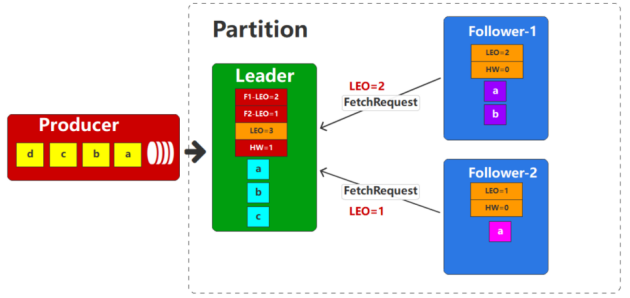 Partition
Producer
d c b a
Leader
F1-LEO=2
F2-LEO=1
LEO=3
HW=1
a
b
c
LEO=2
FetchRequest
FetchRequest
LEO=1
Follower-1
LEO=2
HW=0
a
b
Follower-2
LEO=1
HW=0
a